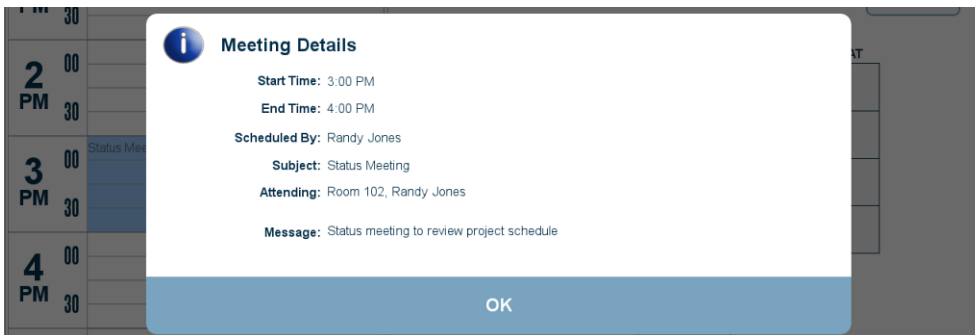 30
Meeting Details
2 PM
00
30
Start Time: 3:00 PM
End Time: 4:00 PM
Scheduled By: Randy Jones
Status Mee
3 PM
00
30
Subject: Status Meeting
Attending: Room 102, Randy Jones
Message: Status meeting to review project schedule
4 PM
00
30
OK